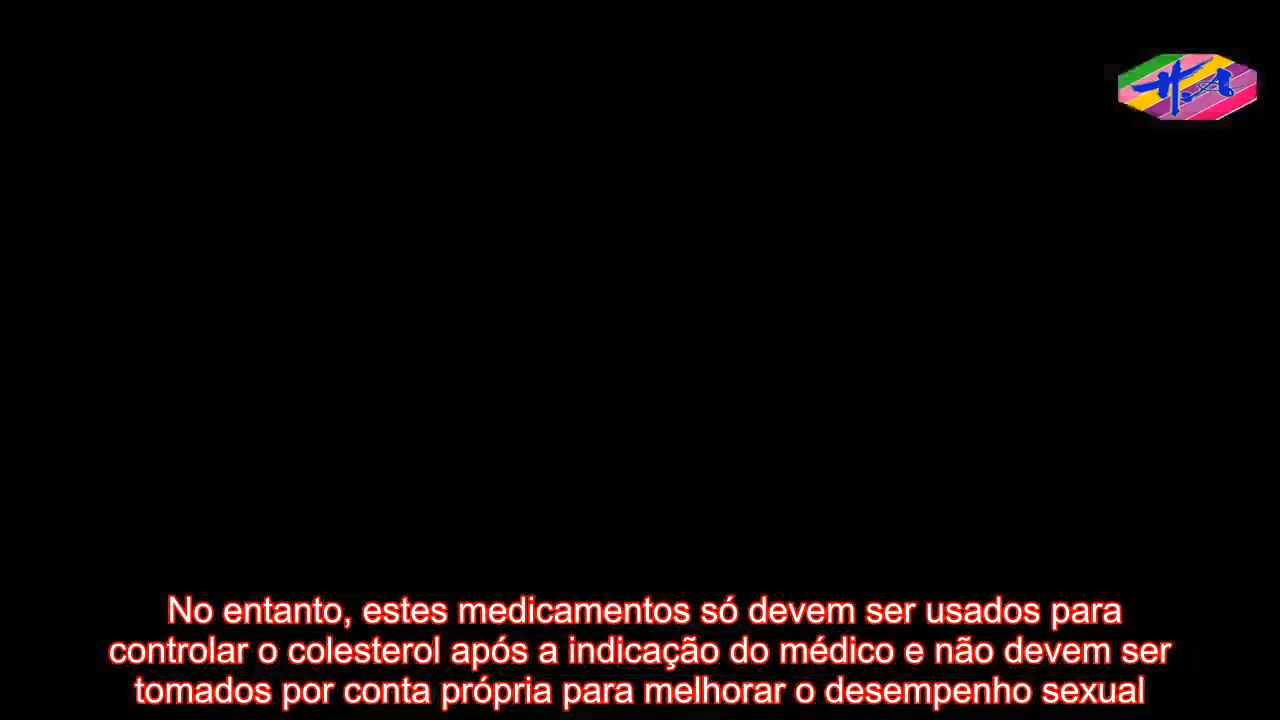 H.A
No entanto, estes medicamentos só devem ser usados para
controlar o colesterol após a indicação do médico e não devem ser
tomados por conta própria para melhorar o desempenho sexual